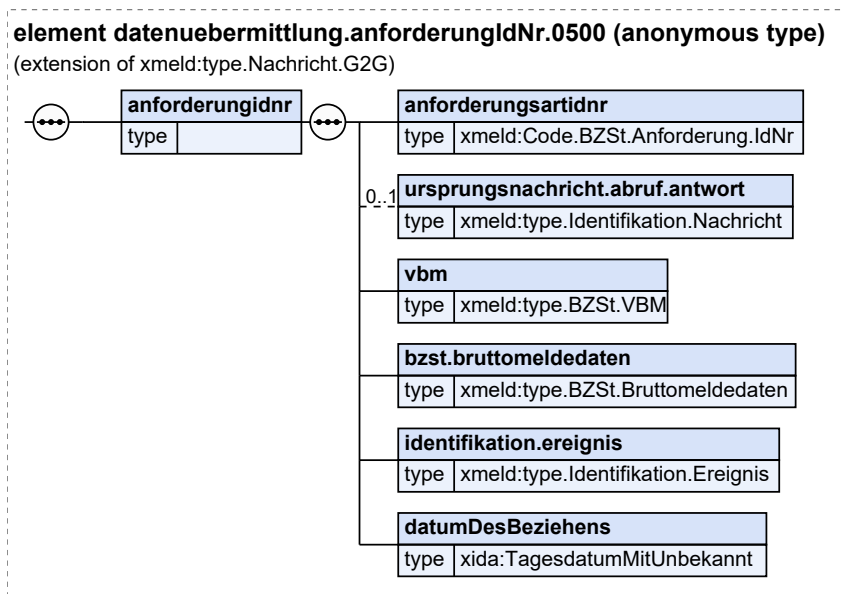 element datenuebermittlung.anforderungIdNr.0500 (anonymous type)
(extension of xmeld:type.Nachricht.G2G)
anforderungidnr
type
anforderungsartidnr
type xmeld:Code.BZSt.Anforderung.IdNr
0..1
ursprungsnachricht.abruf.antwort
type xmeld:type.Identifikation.Nachricht
vbm
type xmeld:type.BZSt.VBM
bzst.bruttomeldedaten
type xmeld:type.BZSt.Bruttomeldedaten
identifikation.ereignis
type xmeld:type.Identifikation.Ereignis
datumDesBeziehens
type xida:TagesdatumMitUnbekannt